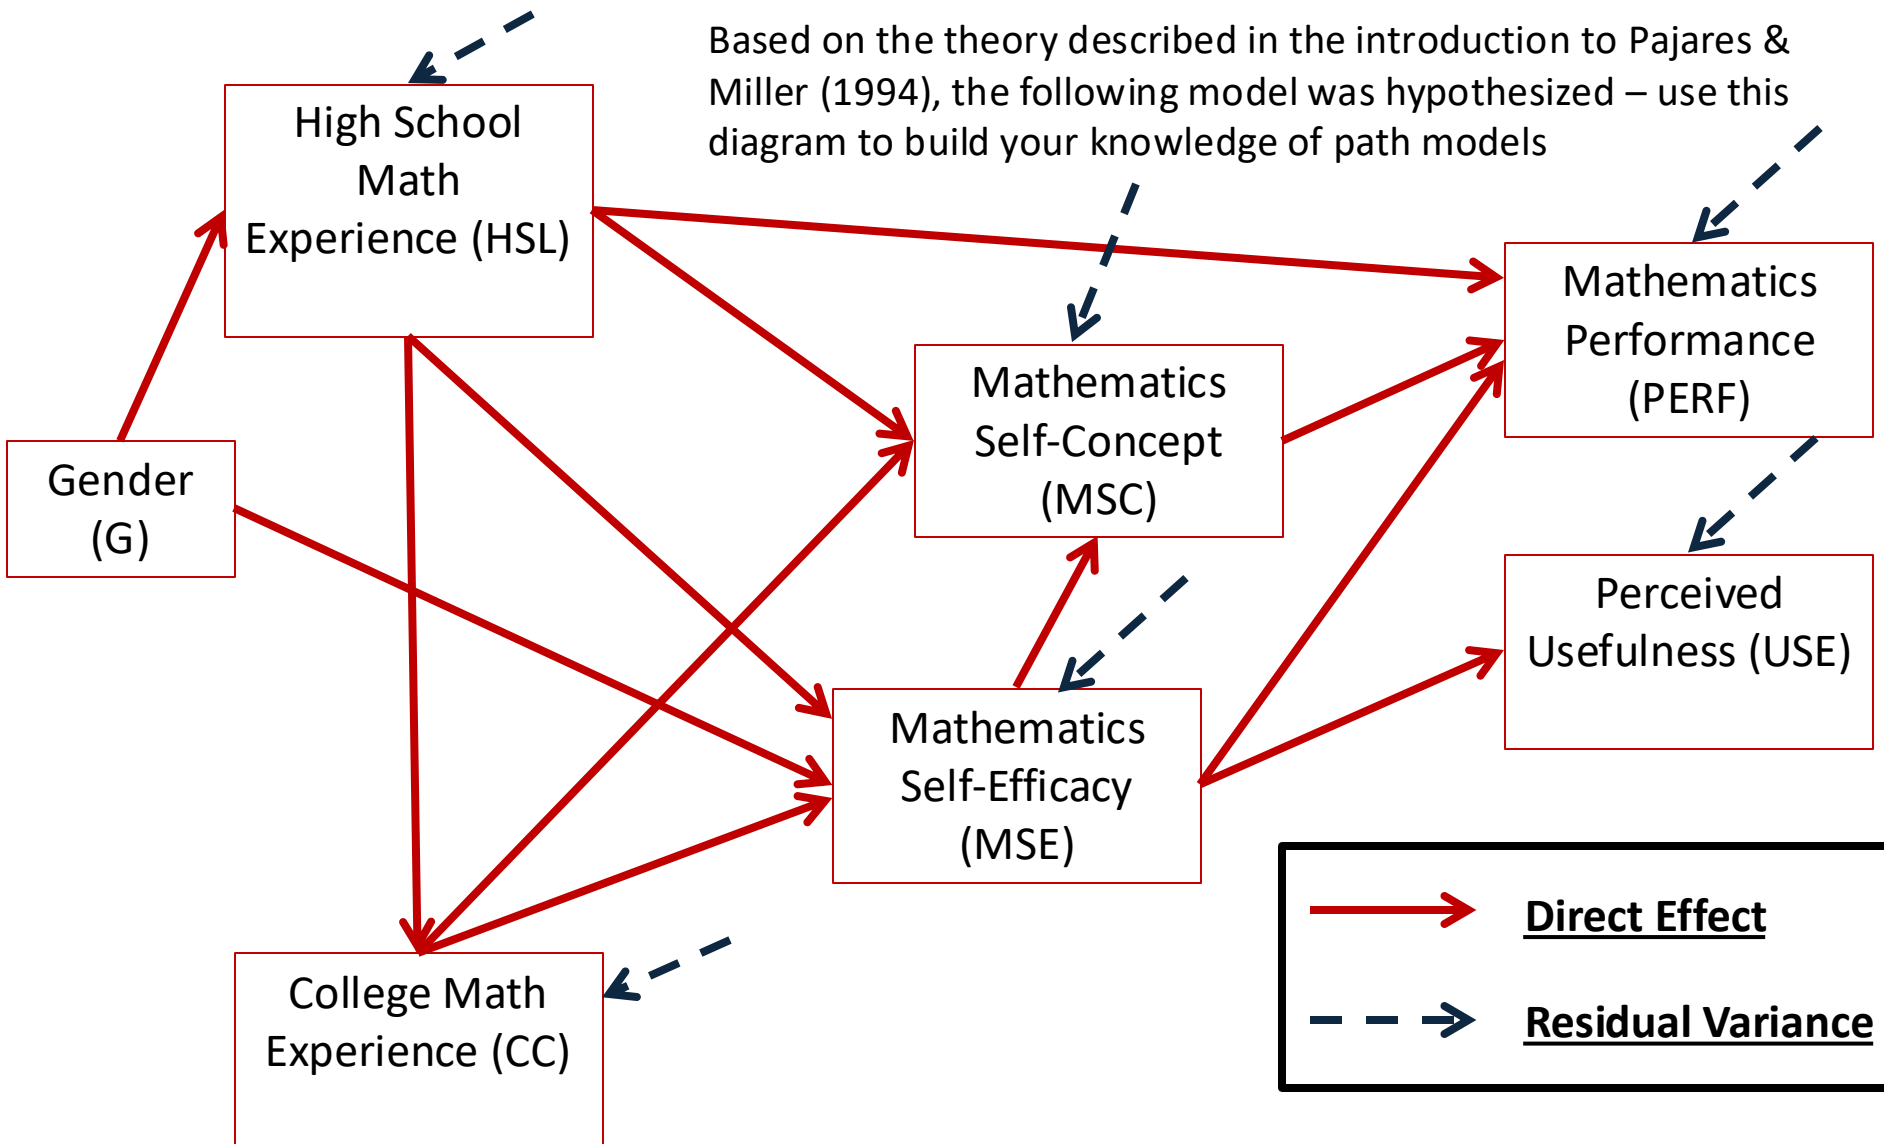 Based on the theory described in the introduction to Pajares &
Miller (1994), the following model was hypothesized – use this
diagram to build your knowledge of path models
High School
Math
Experience (HSL)
Mathematics
Performance
(PERF)
Mathematics
Self-Concept
(MSC)
Gender
(G)
Perceived
Usefulness (USE)
Mathematics
Self-Efficacy
(MSE)
College Math
Experience (CC)
Direct Effect
Residual Variance